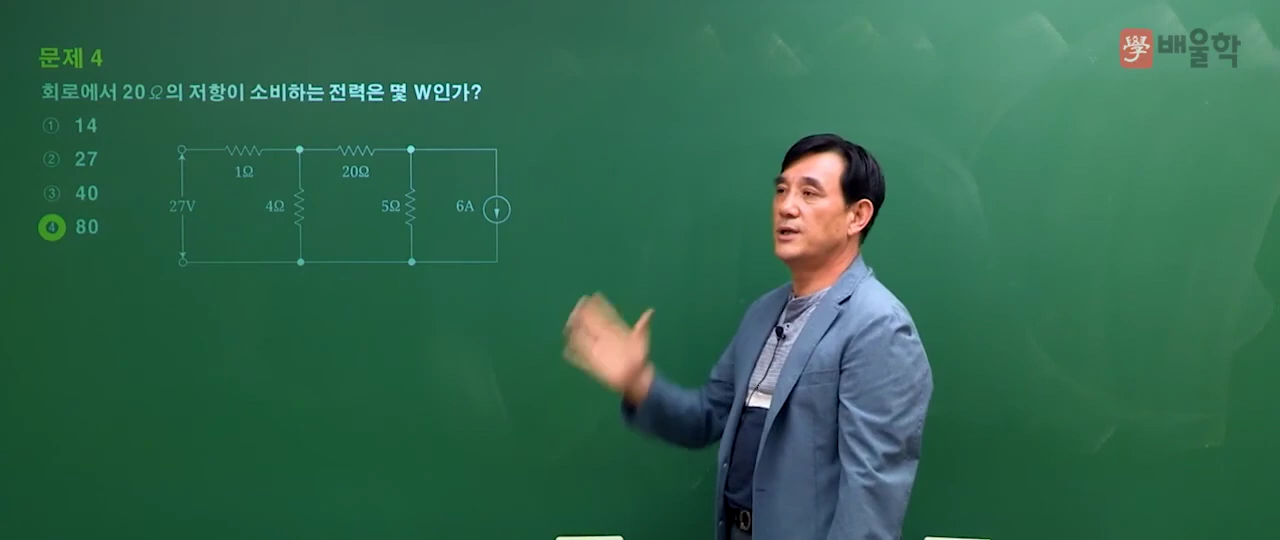 學배울학
문제 4
회로에서 20Ω의 저항이 소비하는 전력은 몇 W인가?
① 14
② 27
③ 40
④ 80
1Ω
20Ω
27V
4Ω
5Ω
6A